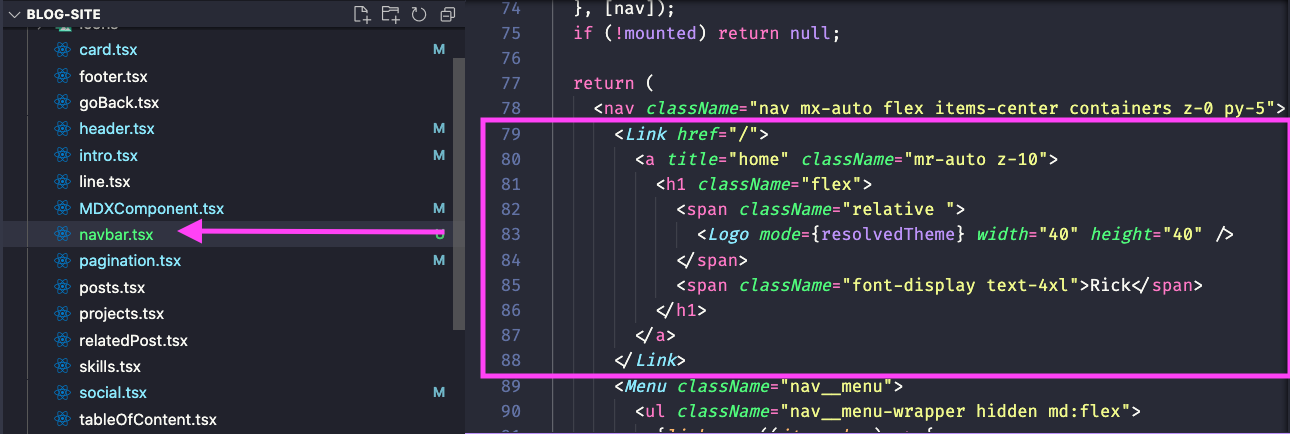 BLOG-SITE
card.tsx M
footer.tsx
goBack.tsx
header.tsx M
intro.tsx M
line.tsx
MDXComponent.tsx M
navbar.tsx U
pagination.tsx M
posts.tsx
projects.tsx
relatedPost.tsx
skills.tsx
social.tsx M
tableOfContent.tsx
74 }, [nav]);
75 if (!mounted) return null;
76
77 return (
78 <nav className="nav mx-auto flex items-center containers z-0 py-5">
79 <Link href="/">
80 <a title="home" className="mr-auto z-10">
81 <h1 className="flex">
82 <span className="relative ">
83 <Logo mode={resolvedTheme} width="40" height="40" />
84 </span>
85 <span className="font-display text-4xl">Rick</span>
86 </h1>
87 </a>
88 </Link>
89 <Menu className="nav__menu">
90 <ul className="nav__menu-wrapper hidden md:flex">